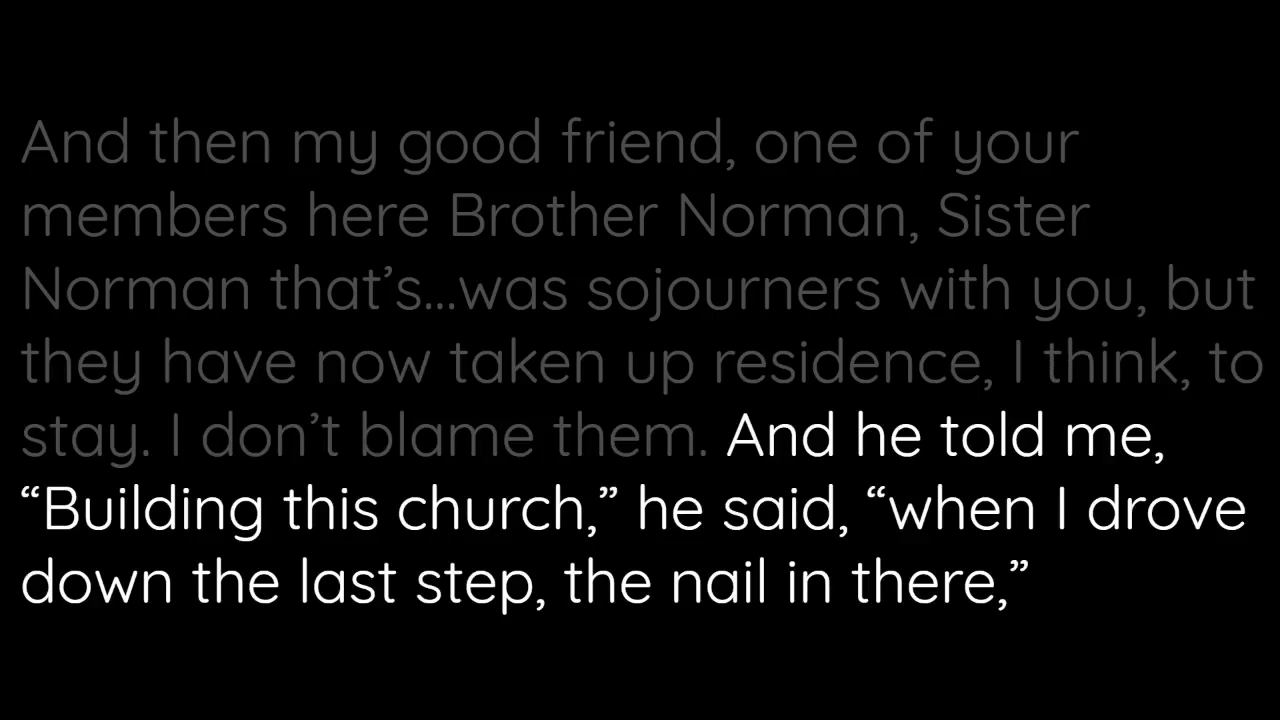 And then my good friend, one of your
members here Brother Norman, Sister
Norman that’s...was sojourners with you, but
they have now taken up residence, I think, to
stay. I don’t blame them. And he told me,
“Building this church,” he said, “when I drove
down the last step, the nail in there,”